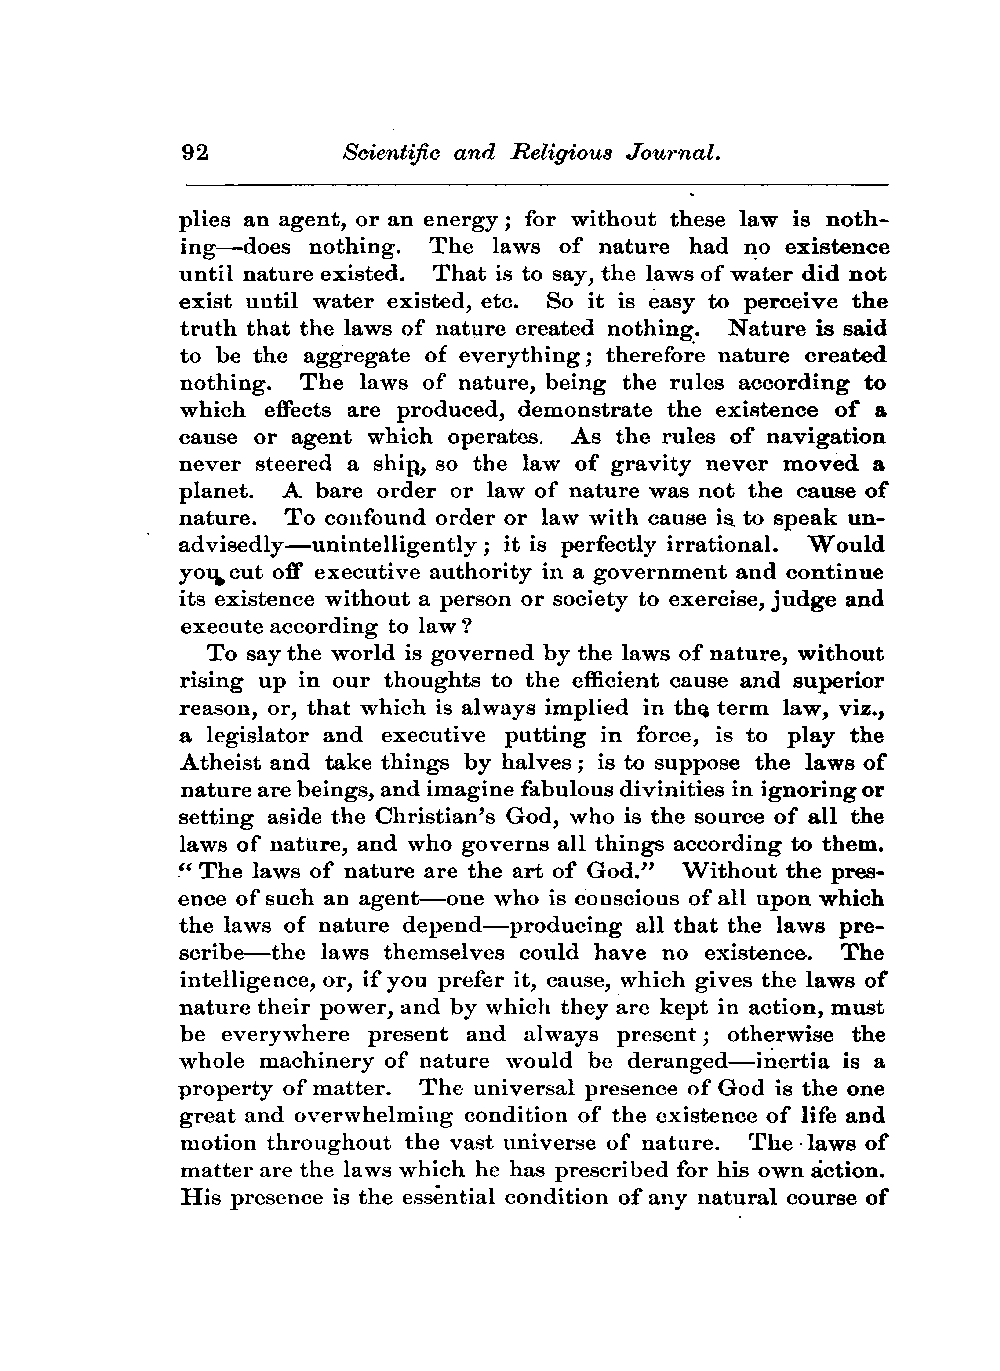 92 Scientific and Religious Journal.
plies an agent, or an energy; for without these law is noth-
ing—does nothing. The laws of nature had no existence
until nature existed. That is to say, the laws of water did not
exist until water existed, etc. So it is easy to perceive the
truth that the laws of nature created nothing. Nature is said
to be the aggregate of everything; therefore nature created
nothing. The laws of nature, being the rules according to
which effects are produced, demonstrate the existence of a
cause or agent which operates. As the rules of navigation
never steered a ship, so the law of gravity never moved a
planet. A bare order or law of nature was not the cause of
nature. To confound order or law with cause is to speak un-
advisedly—unintelligently; it is perfectly irrational. Would
you cut off executive authority in a government and continue
its existence without a person or society to exercise, judge and
execute according to law?
To say the world is governed by the laws of nature, without
rising up in our thoughts to the efficient cause and superior
reason, or, that which is always implied in the term law, viz.,
a legislator and executive putting in force, is to play the
Atheist and take things by halves; is to suppose the laws of
nature are beings, and imagine fabulous divinities in ignoring or
setting aside the Christian's God, who is the source of all the
laws of nature, and who governs all things according to them.
"The laws of nature are the art of God." Without the pres-
ence of such an agent—one who is conscious of all upon which
the laws of nature depend—producing all that the laws pre-
scribe—the laws themselves could have no existence. The
intelligence, or, if you prefer it, cause, which gives the laws of
nature their power, and by which they are kept in action, must
be everywhere present and always present; otherwise the
whole machinery of nature would be deranged—inertia is a
property of matter. The universal presence of God is the one
great and overwhelming condition of the existence of life and
motion throughout the vast universe of nature. The laws of
matter are the laws which he has prescribed for his own action.
His presence is the essential condition of any natural course of